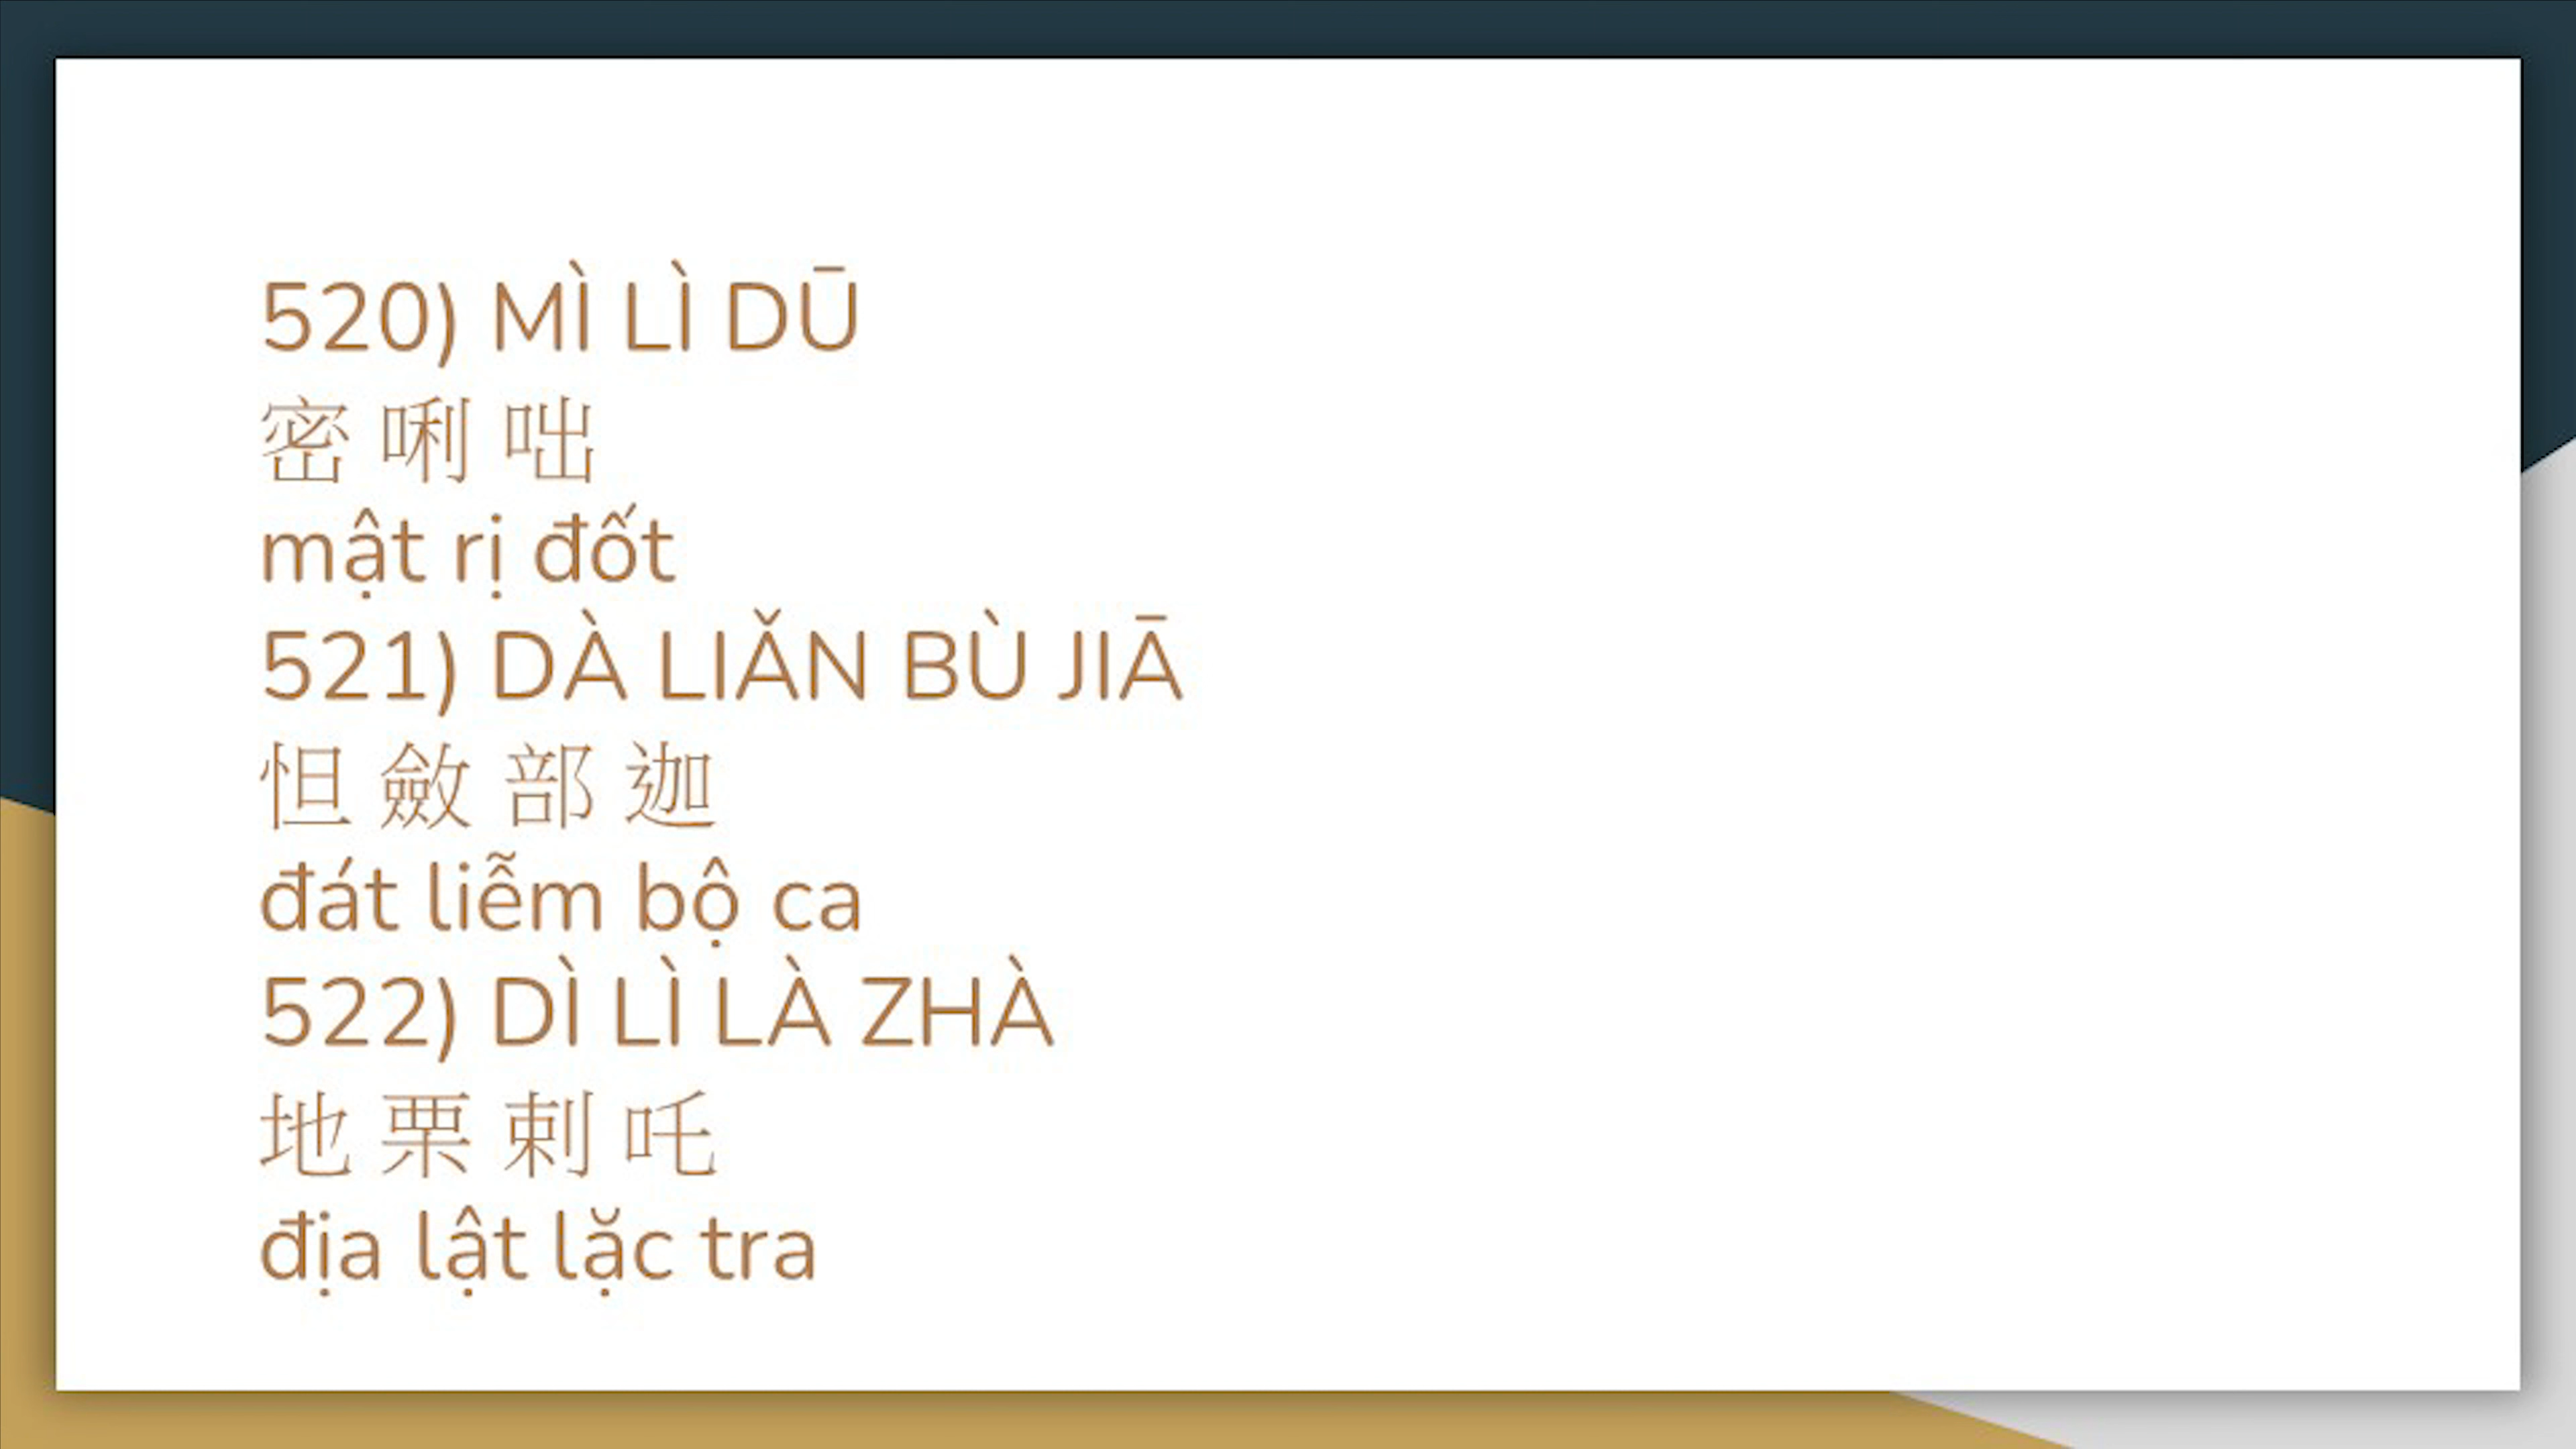 520) MÌ LÌ DŪ
密 唎 咄
mật rị đốt
521) DÀ LIǍN BÙ JIĀ
怛 斂 部 迦
đát liễm bộ ca
522) DÌ LÌ LÀ ZHÀ
地 栗 剌 吒
địa lật lặc tra